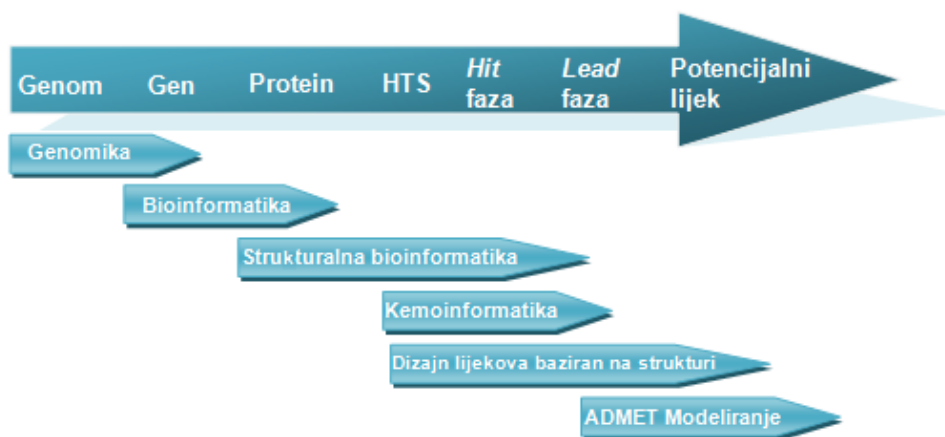 Genom Gen Protein HTS Hit faza Lead faza Potencijalni lijek
Genomika
Bioinformatika
Strukturalna bioinformatika
Kemoinformatika
Dizajn lijekova baziran na strukturi
ADMET Modeliranje